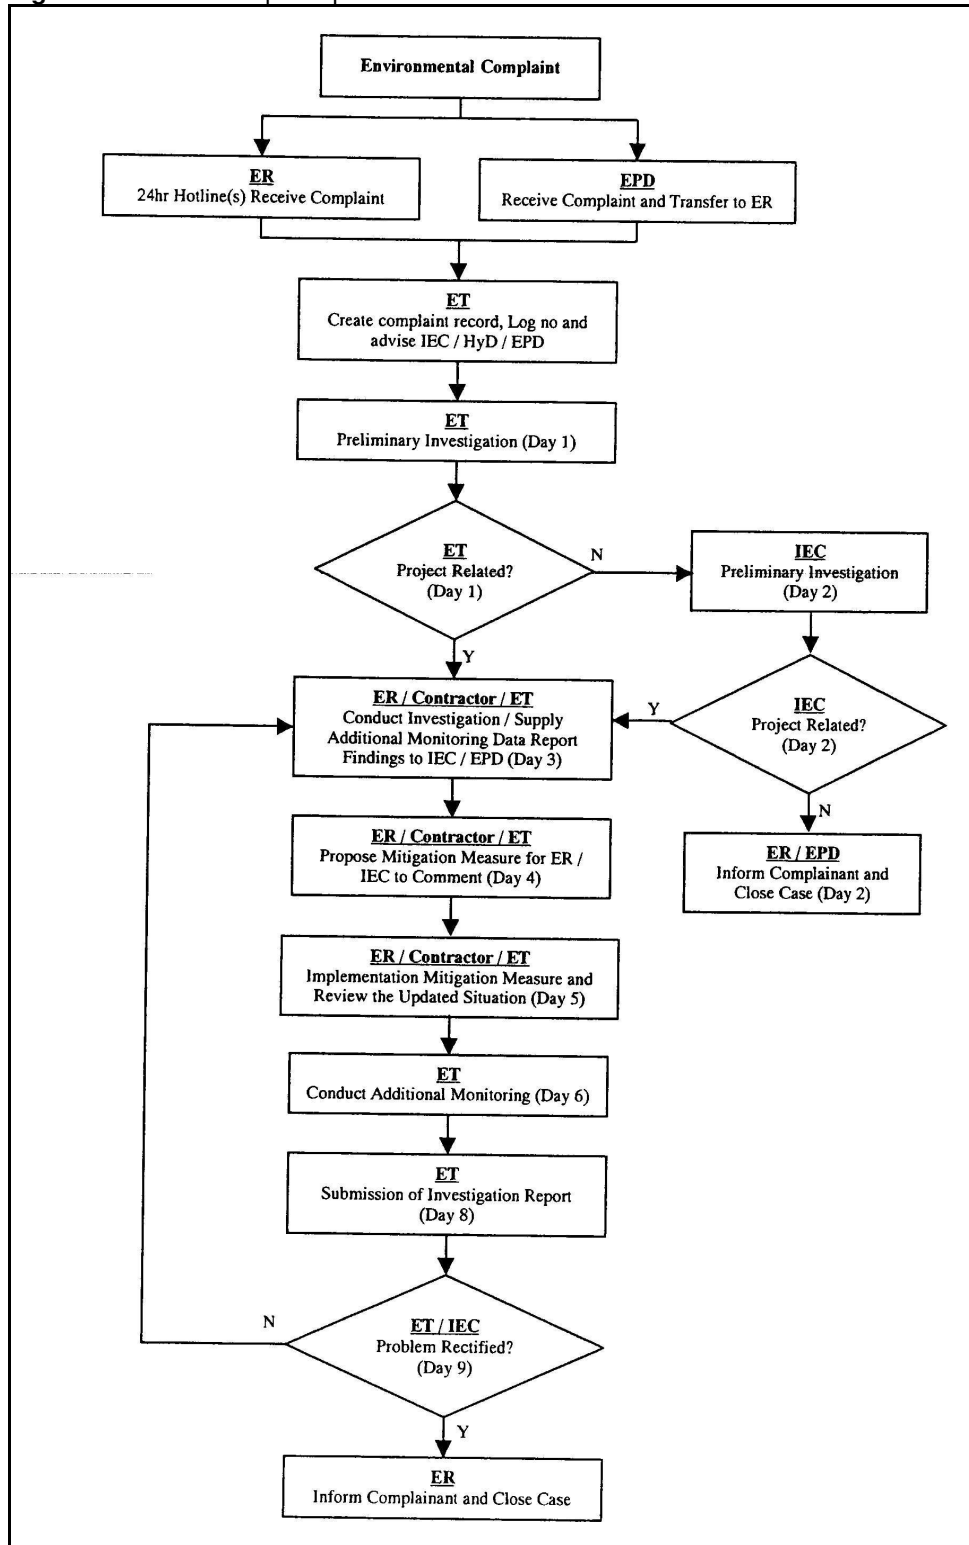 Environmental Complaint
ER
24hr Hotline(s) Receive Complaint
EPD
Receive Complaint and Transfer to ER
ET
Create complaint record, Log no and
advise IEC / HyD / EPD
ET
Preliminary Investigation (Day 1)
ET
Project Related?
(Day 1)
N
IEC
Preliminary Investigation
(Day 2)
Y
IEC
Project Related?
(Day 2)
Y
N
ER / EPD
Inform Complainant and
Close Case (Day 2)
ER / Contractor / ET
Conduct Investigation / Supply
Additional Monitoring Data Report
Findings to IEC / EPD (Day 3)
ER / Contractor / ET
Propose Mitigation Measure for ER /
IEC to Comment (Day 4)
ER / Contractor / ET
Implementation Mitigation Measure and
Review the Updated Situation (Day 5)
ET
Conduct Additional Monitoring (Day 6)
ET
Submission of Investigation Report
(Day 8)
N
ET / IEC
Problem Rectified?
(Day 9)
Y
ER
Inform Complainant and Close Case